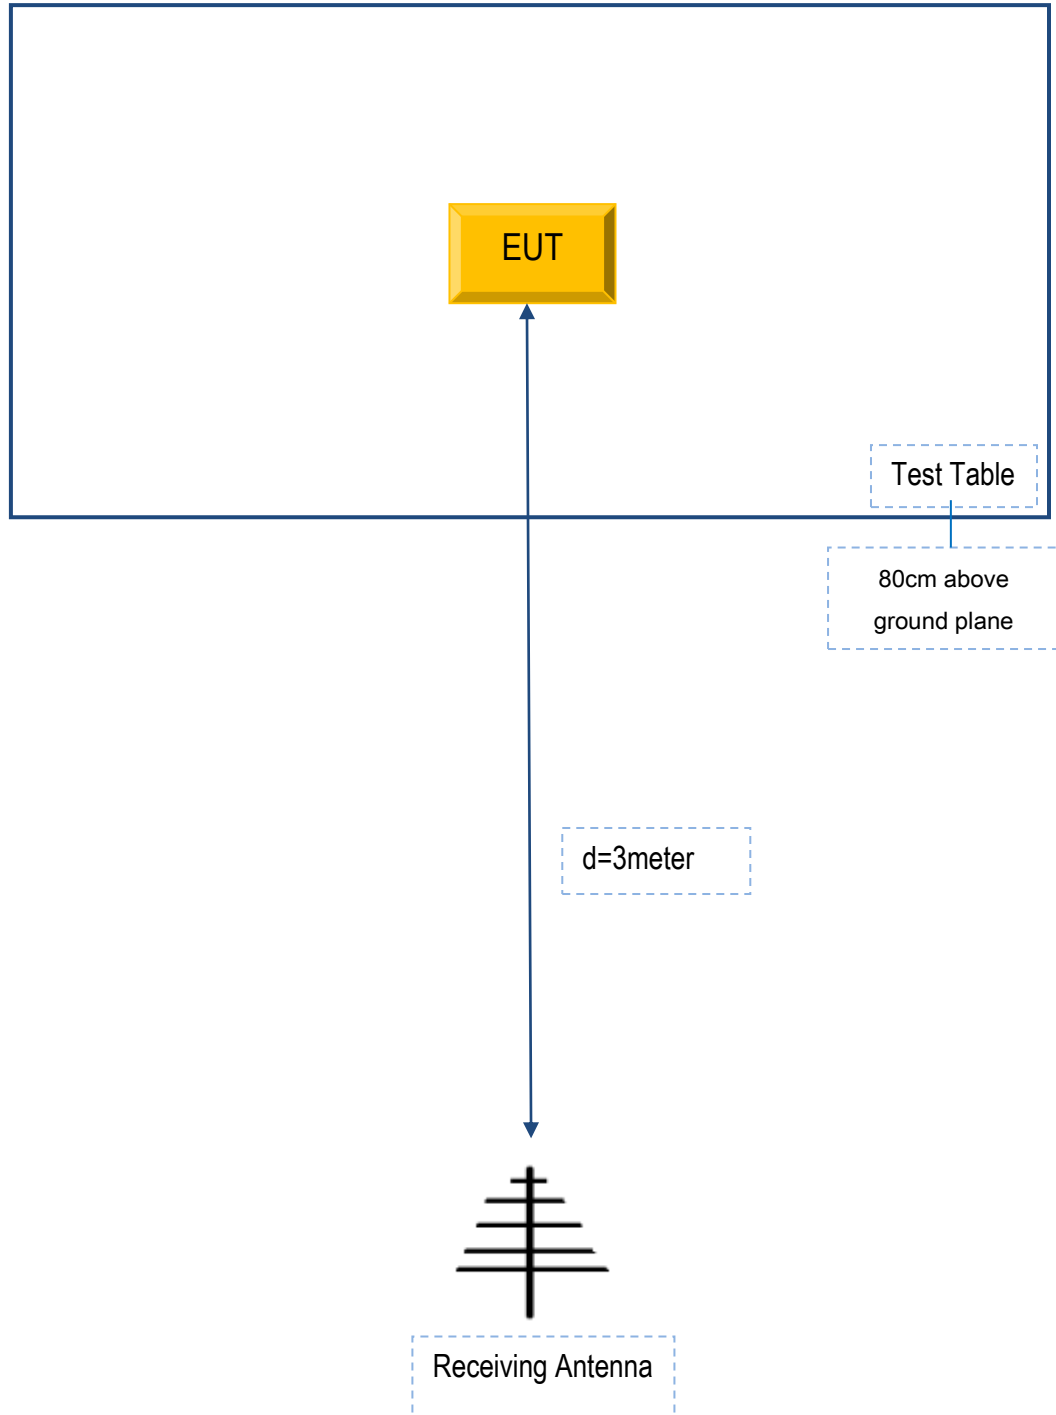 EUT
Test Table
80cm above
ground plane
d=3meter
Receiving Antenna